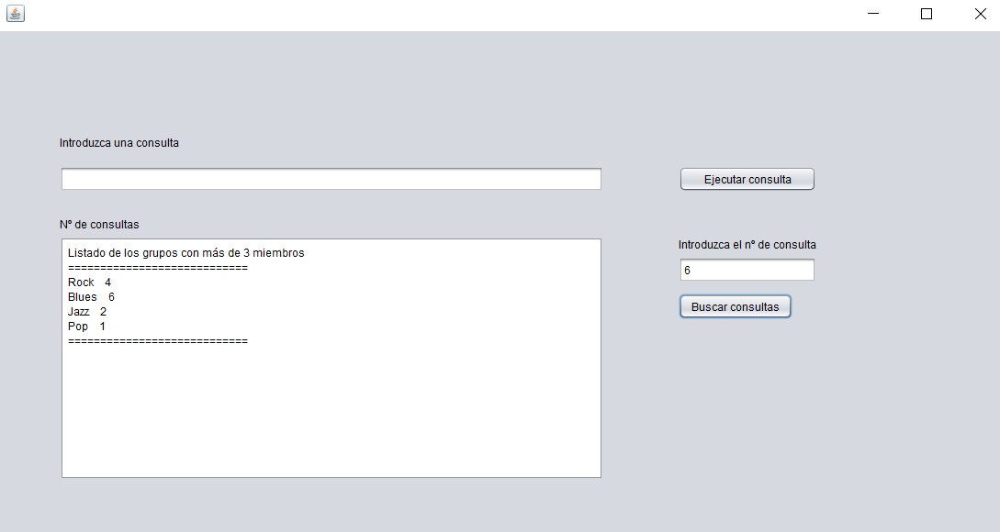 Introduzca una consulta
Ejecutar consulta
Nº de consultas
Listado de los grupos con más de 3 miembros
============================
Rock 4
Blues 6
Jazz 2
Pop 1
============================
Introduzca el nº de consulta
6
Buscar consultas